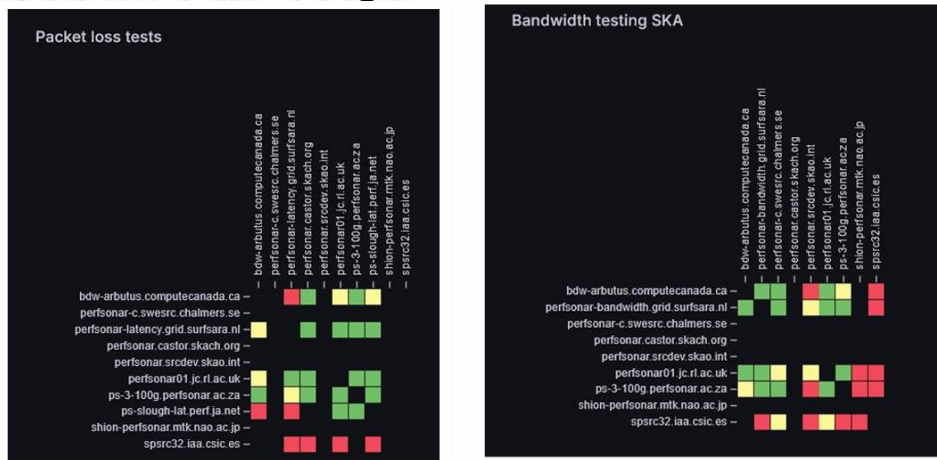 Packet loss tests
bdw-arbutus.computecanada.ca
perfsonar-c.swesrc.chalmers.se
perfsonar-latency.grid.surfsara.nl
perfsonar.castor.skach.org
perfsonar.srcdev.skao.int
perfsonar01.jc.rl.ac.uk
ps-3-100g.perfsonar.ac.za
ps-slough-lat.perf.ja.net
shion-perfsonar.mtk.nao.ac.jp
spsrc32.iaa.csic.es
bdw-arbutus.computecanada.ca
perfsonar-c.swesrc.chalmers.se
perfsonar-latency.grid.surfsara.nl
perfsonar.castor.skach.org
perfsonar.srcdev.skao.int
perfsonar01.jc.rl.ac.uk
ps-3-100g.perfsonar.ac.za
ps-slough-lat.perf.ja.net
shion-perfsonar.mtk.nao.ac.jp
spsrc32.iaa.csic.es
Bandwidth testing SKA
bdw-arbutus.computecanada.ca
perfsonar-bandwidth.grid.surfsara.nl
perfsonar-c.swesrc.chalmers.se
perfsonar.castor.skach.org
perfsonar.srcdev.skao.int
perfsonar01.jc.rl.ac.uk
ps-3-100g.perfsonar.ac.za
shion-perfsonar.mtk.nao.ac.jp
spsrc32.iaa.csic.es
bdw-arbutus.computecanada.ca
perfsonar-bandwidth.grid.surfsara.nl
perfsonar-c.swesrc.chalmers.se
perfsonar.castor.skach.org
perfsonar.srcdev.skao.int
perfsonar01.jc.rl.ac.uk
ps-3-100g.perfsonar.ac.za
shion-perfsonar.mtk.nao.ac.jp
spsrc32.iaa.csic.es